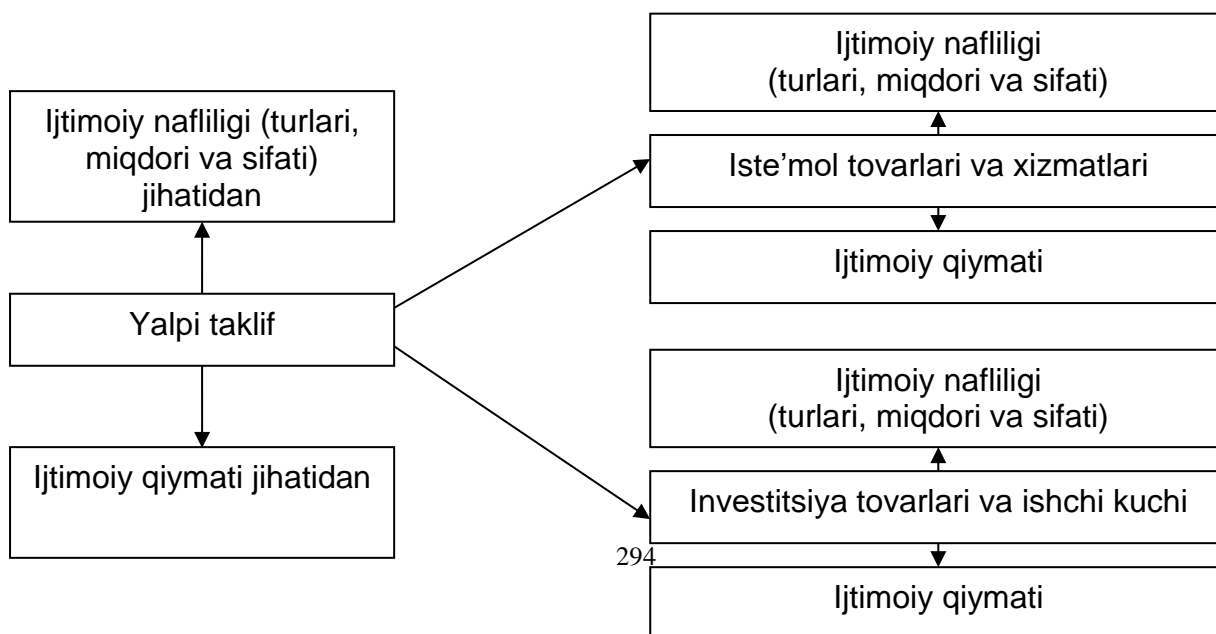 Ijtimoiy nafliligi (turlari,
miqdori va sifati)
jihatidan
Yalpi taklif
Ijtimoiy qiymati jihatidan
Ijtimoiy nafliligi
(turlari, miqdori va sifati)
Iste’mol tovarlari va xizmatlari
Ijtimoiy qiymati
Ijtimoiy nafliligi
(turlari, miqdori va sifati)
Investitsiya tovarlari va ishchi kuchi
294
Ijtimoiy qiymati